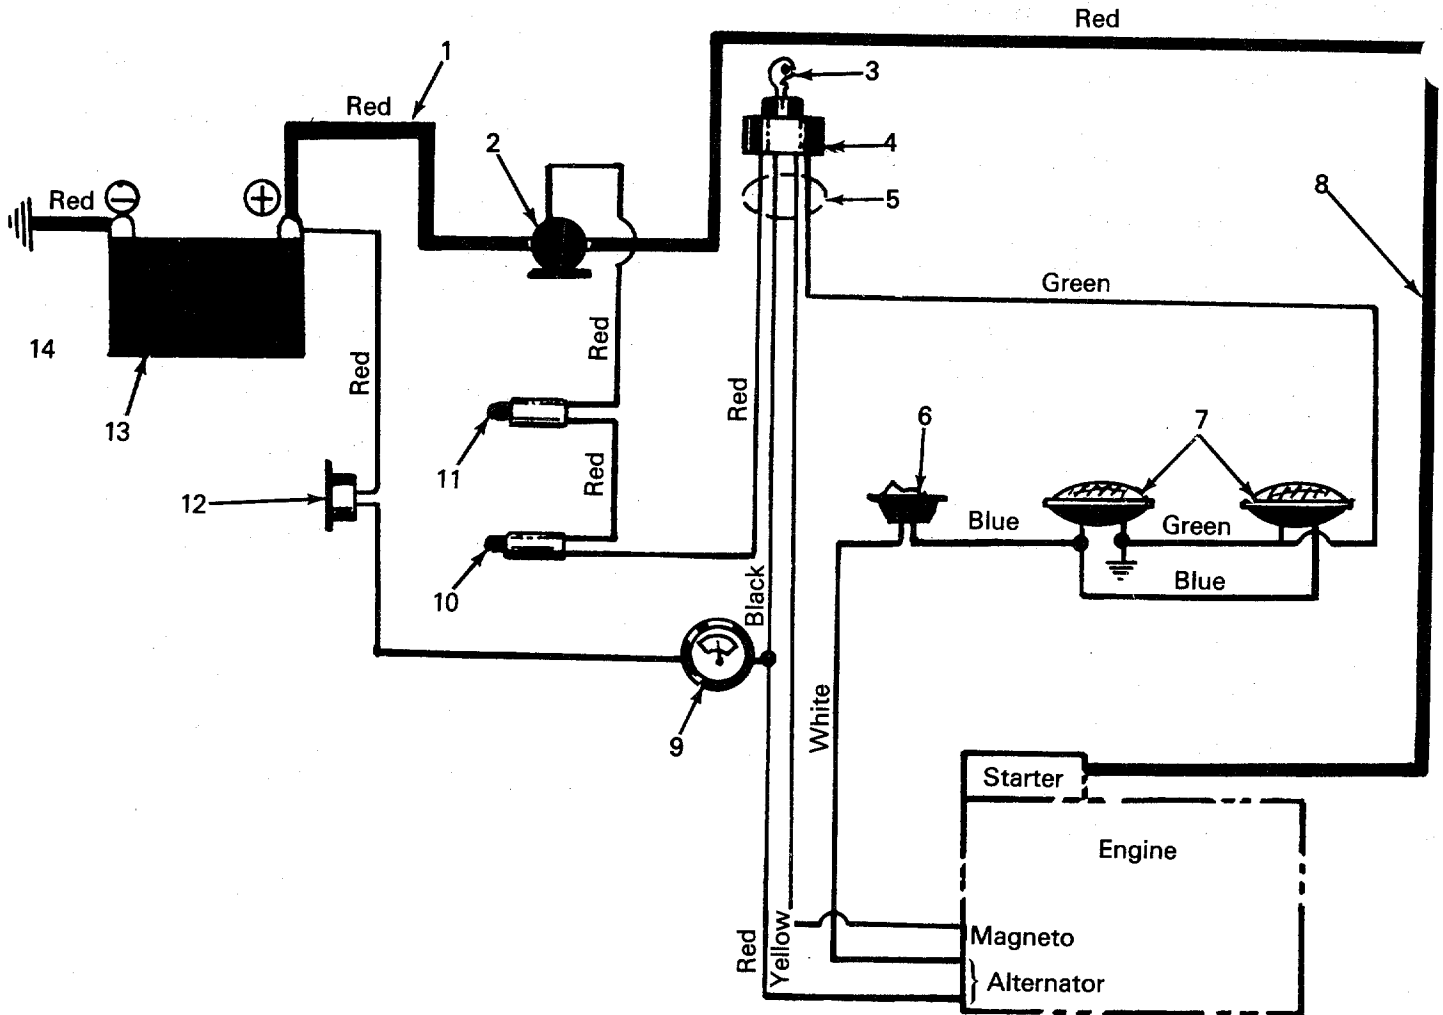 Red
1
3
Red
2
4
8
5
Red
−
+
Green
14
Red
Red
Red
6
7
13
11
Red
12
Blue
Green
Blue
10
Black
9
White
Starter
Engine
Red
Yellow
Magneto
Alternator